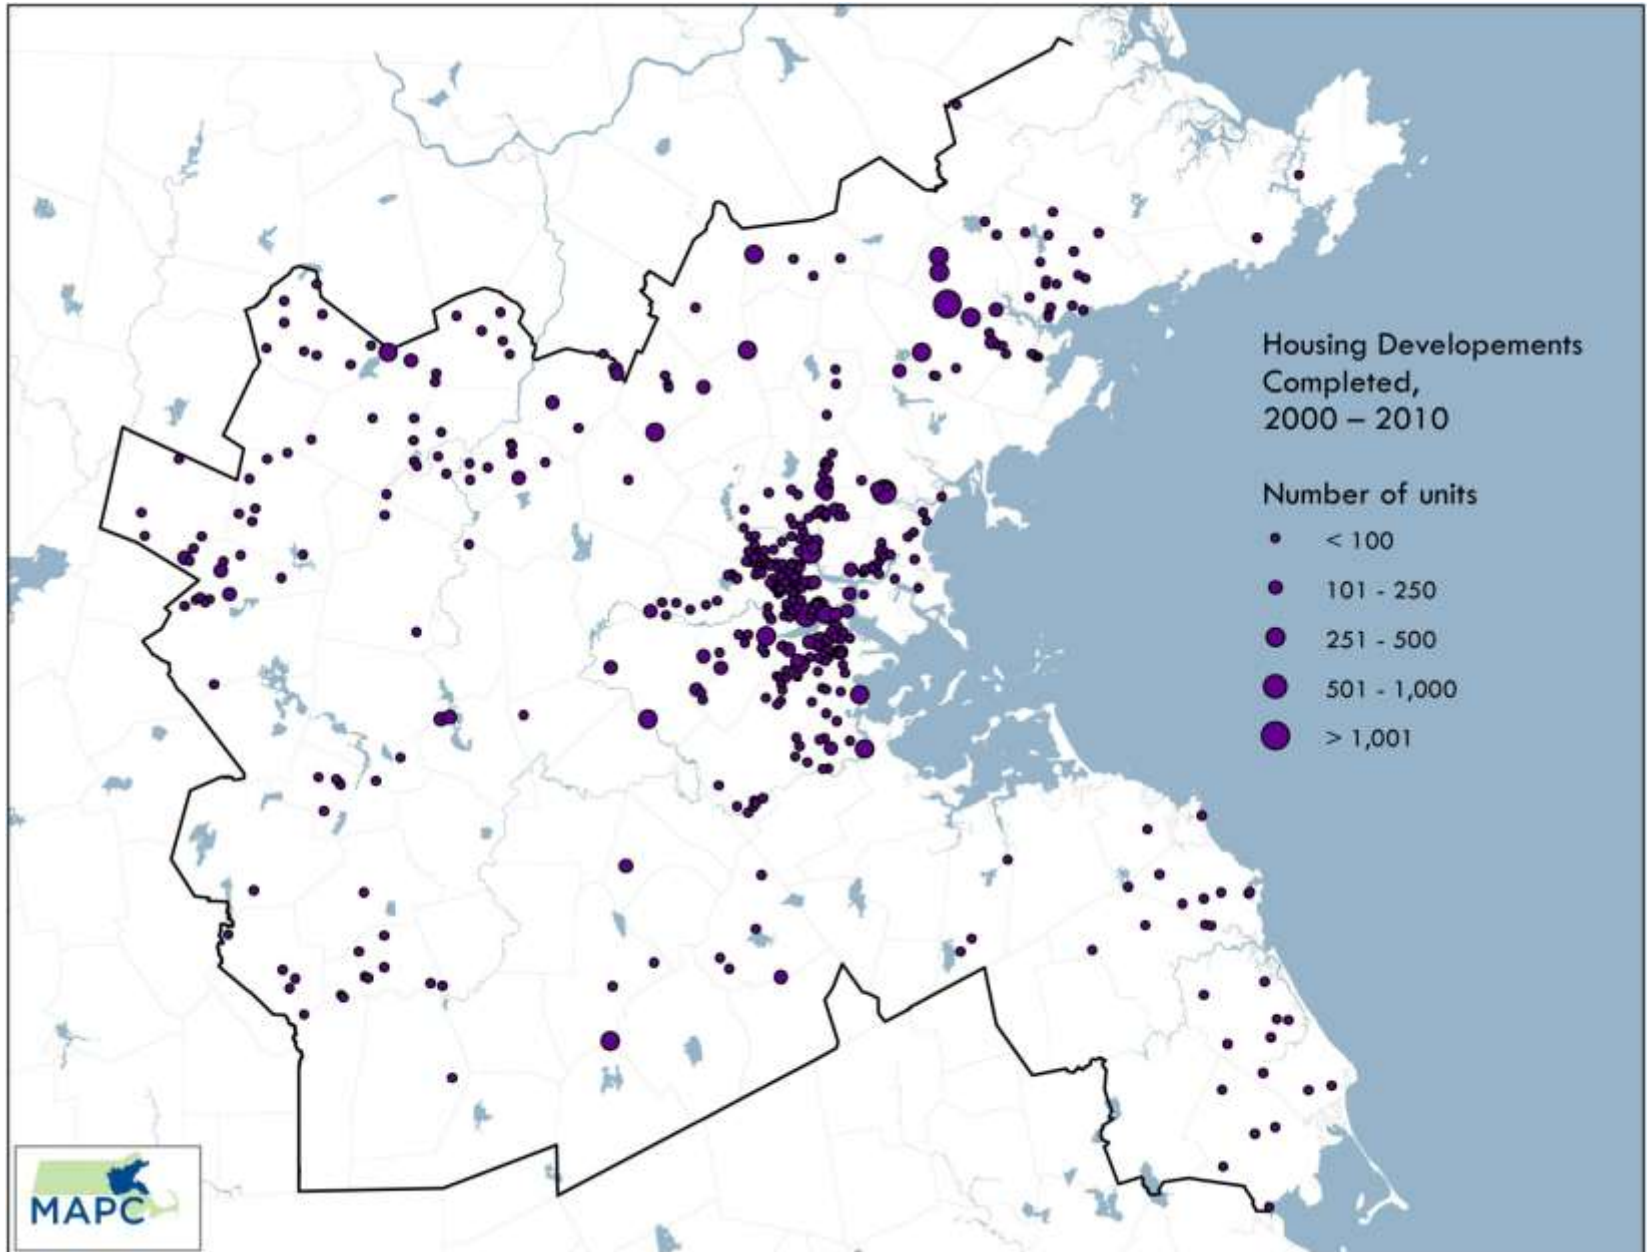 Housing Developements
Completed,
2000 – 2010
Number of units
< 100
101 - 250
251 - 500
501 - 1,000
> 1,001
MAPC